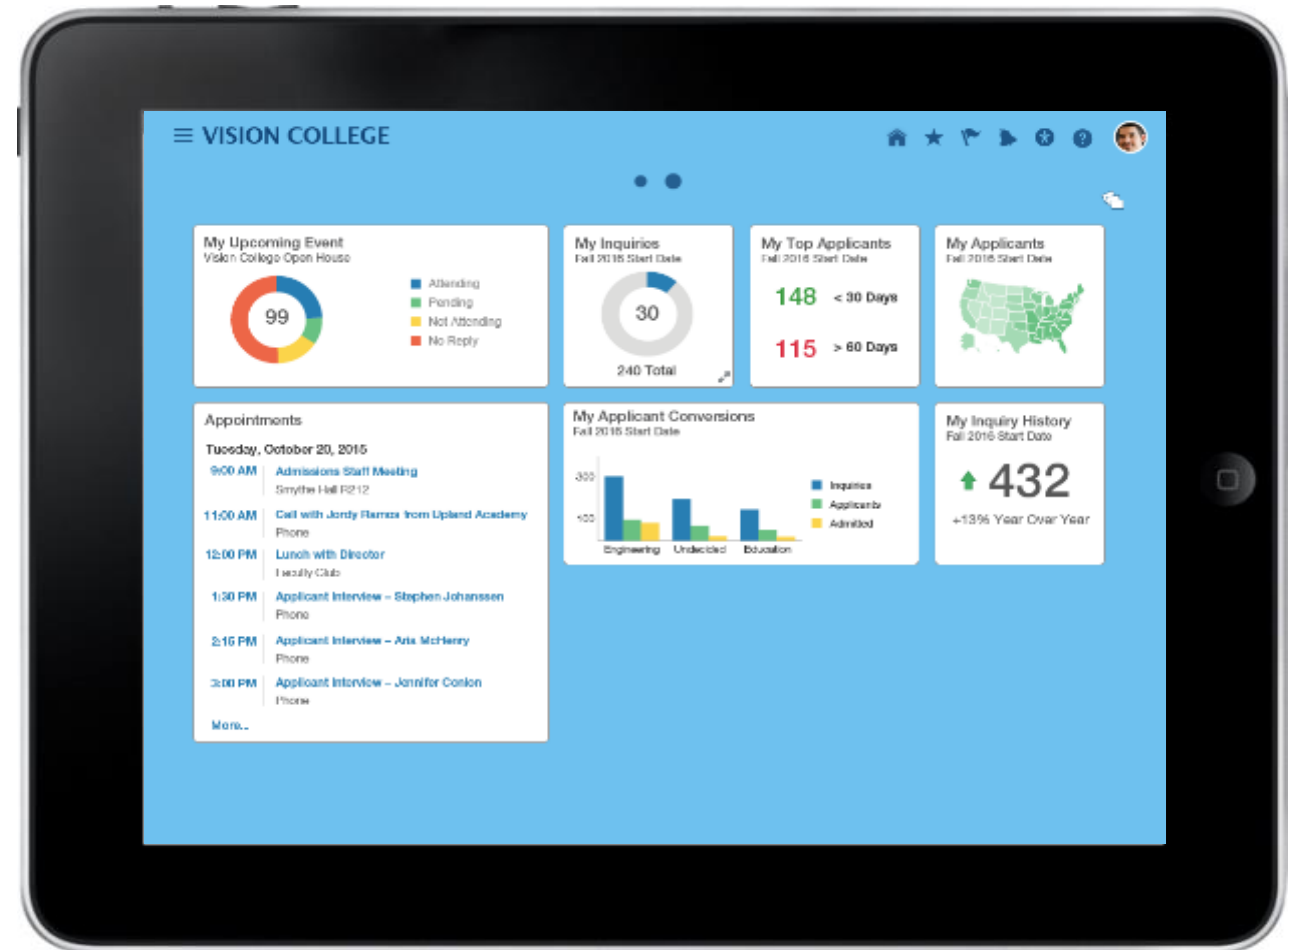 VISION COLLEGE
My Upcoming Event
Vision College Open House
99
Attending
Pending
Not Attending
No Reply
My Inquiries
Fall 2016 Start Date
30
240 Total
My Top Applicants
Fall 2016 Start Date
148 < 30 Days
115 > 60 Days
My Applicants
Fall 2016 Start Date
Appointments
Tuesday, October 20, 2015
9:00 AM Admissions Staff Meeting
Smythe Hall R212
11:00 AM Call with Jordy Ramos from Upland Academy
Phone
12:00 PM Lunch with Director
Faculty Club
1:30 PM Applicant Interview – Stephen Johanssen
Phone
2:15 PM Applicant Interview – Aria McHenry
Phone
3:00 PM Applicant Interview – Jennifer Conlon
Phone
More...
My Applicant Conversions
Fall 2016 Start Date
300
100
Engineering Undecided Education
Inquiries
Applicants
Admitted
My Inquiry History
Fall 2016 Start Date
432
+13% Year Over Year